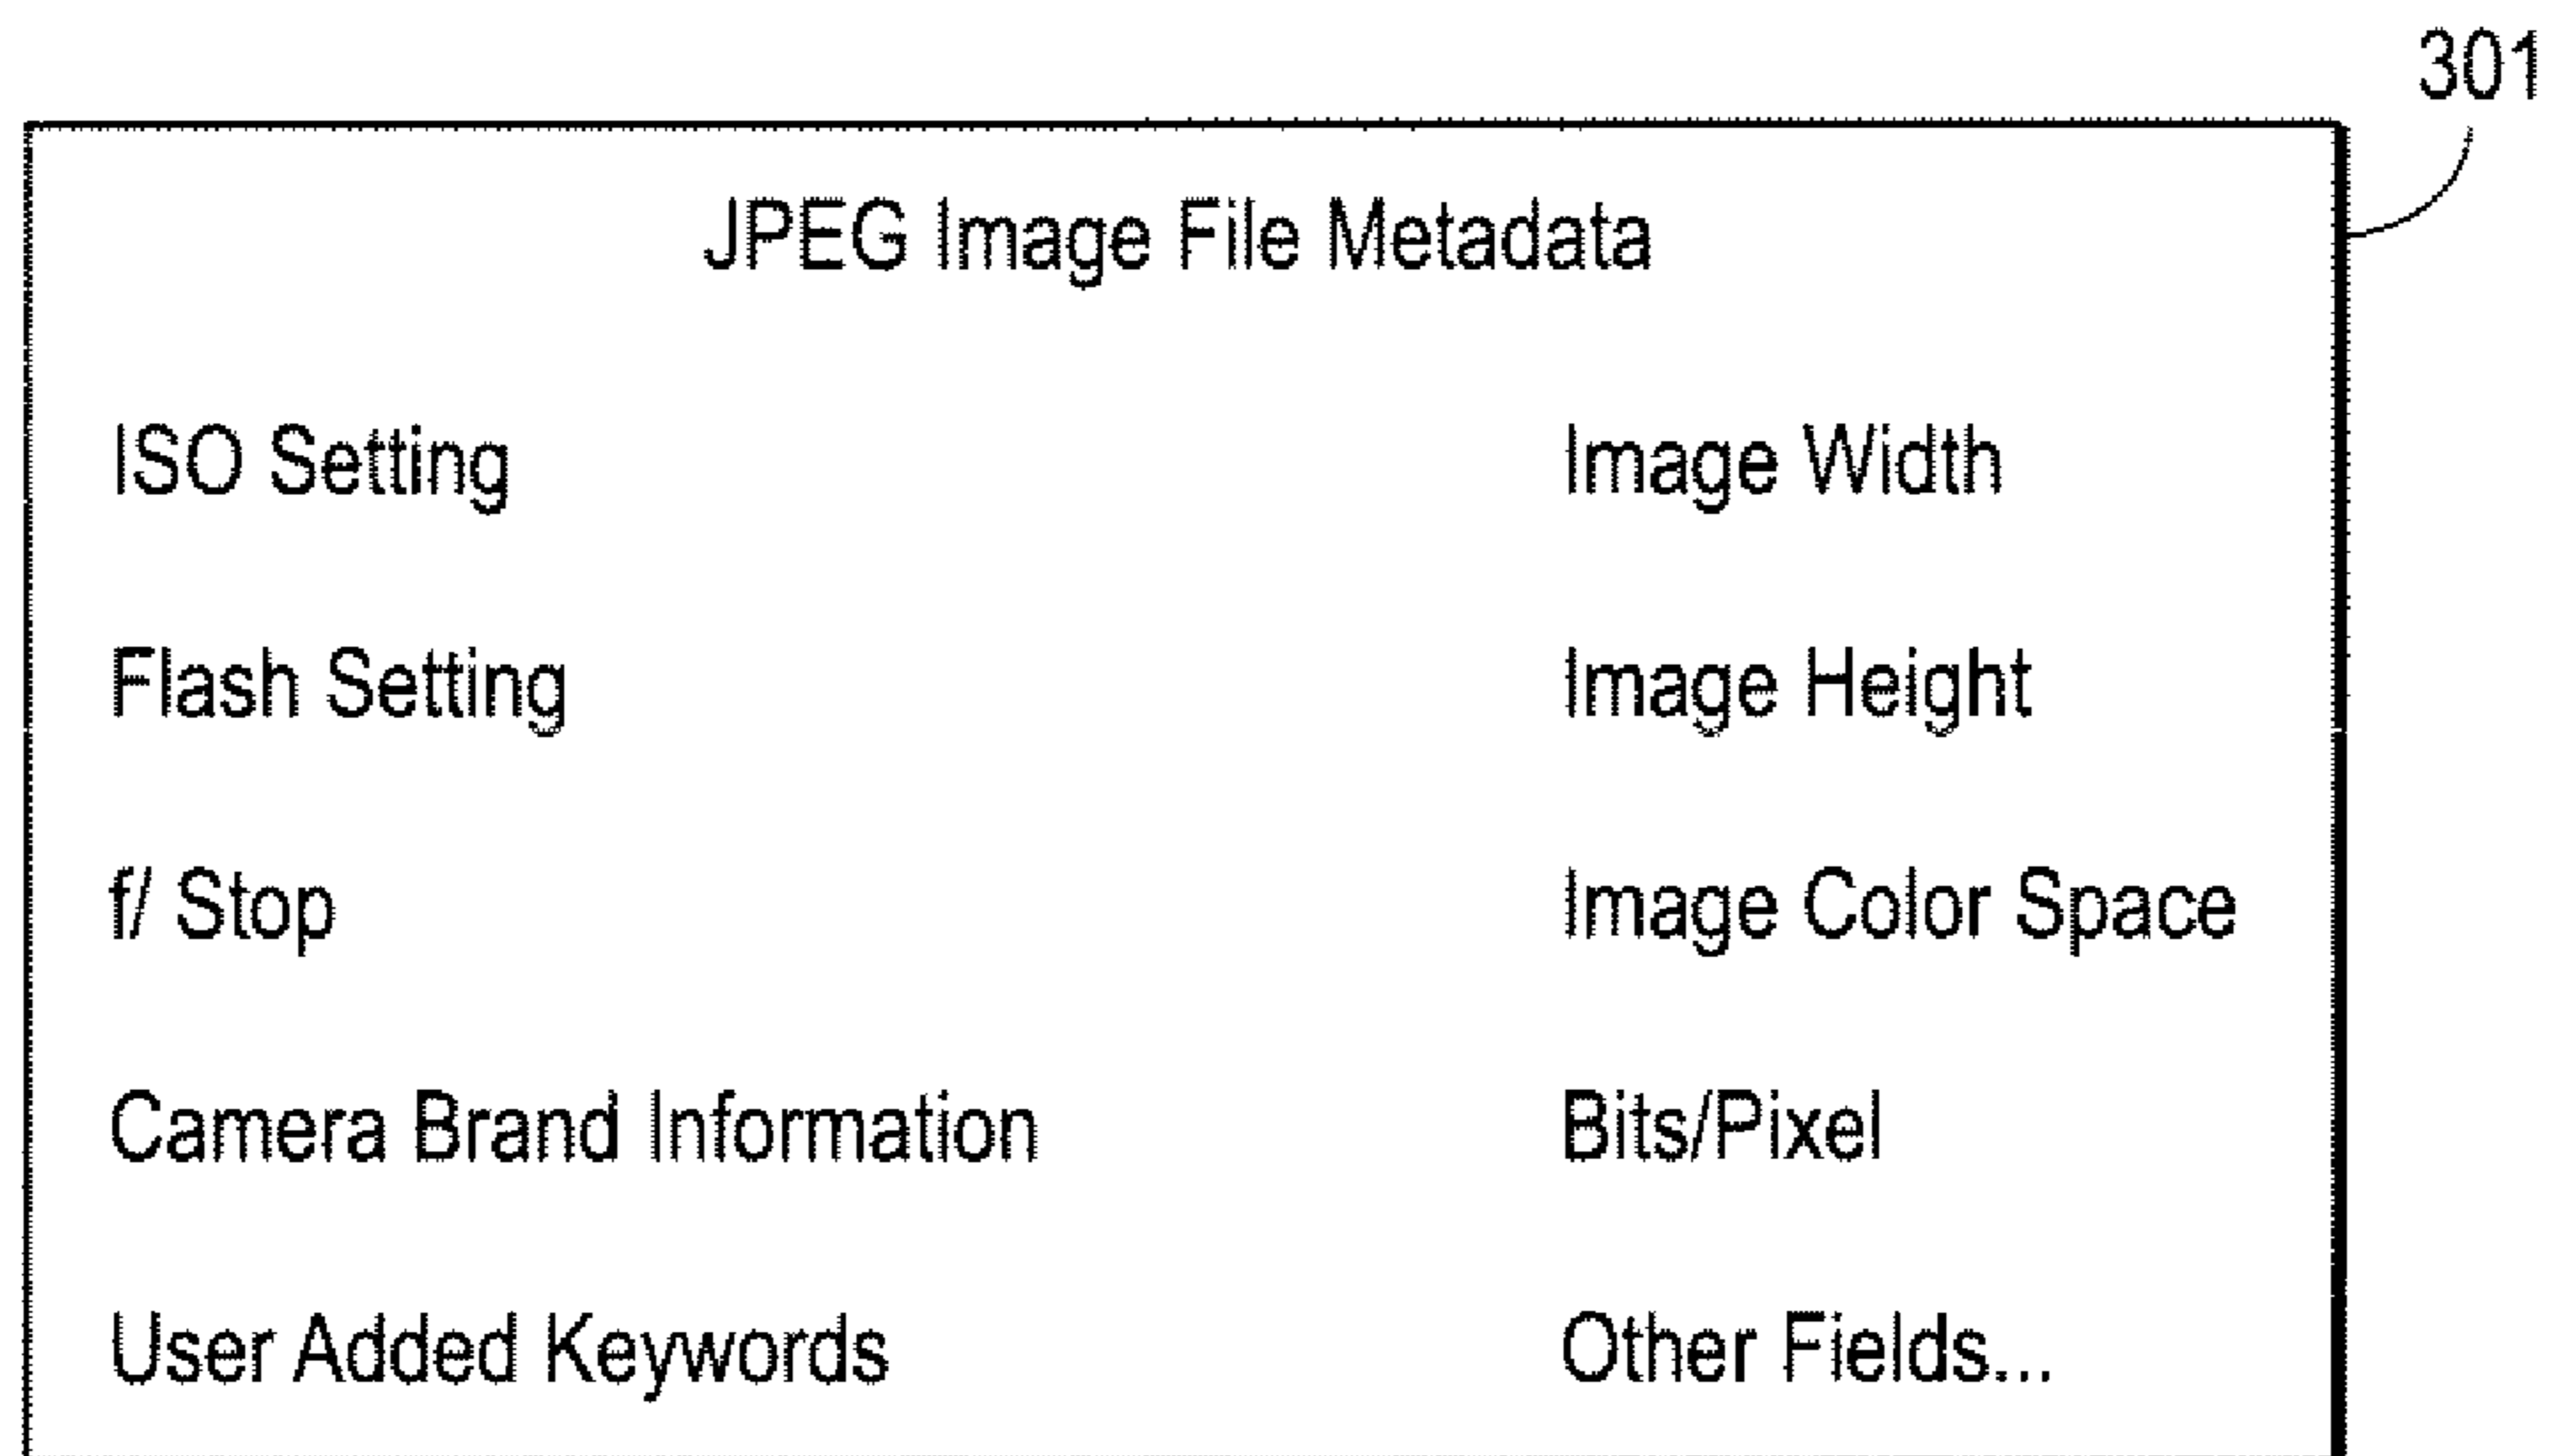 301
JPEG Image File Metadata
ISO Setting Image Width
Flash Setting Image Height
f/ Stop Image Color Space
Camera Brand Information Bits/Pixel
User Added Keywords Other Fields...